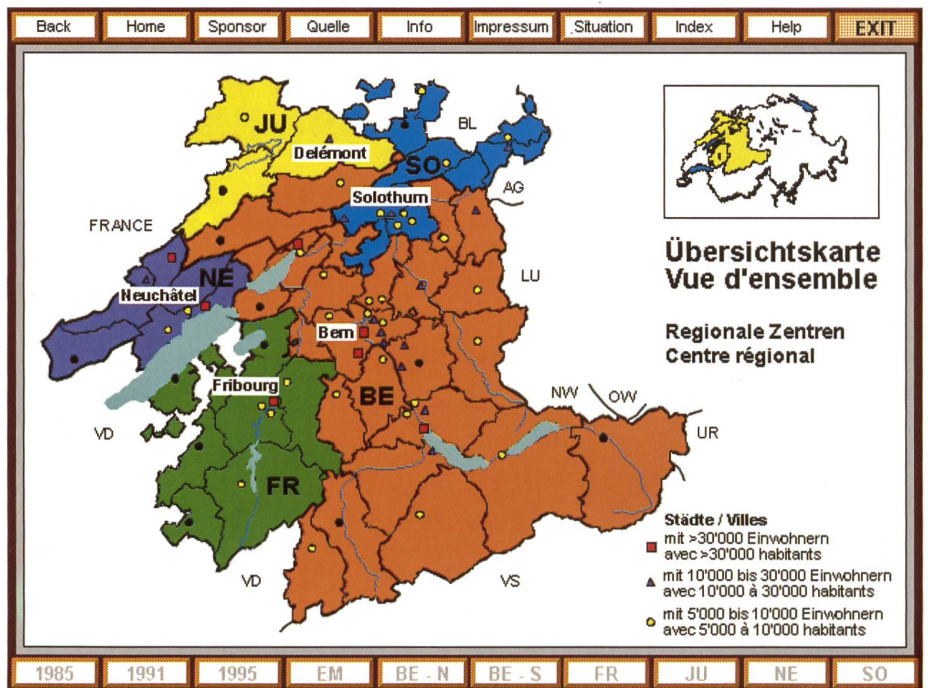 Back Home Sponsor Quelle Info Impressum Situation Index Help EXIT
JU
BL
Delémont
SO
Solothurn
AG
FRANCE
NE
LU
Neuchâtel
Übersichtskarte
Vue d'ensemble
Bern
Regionale Zentren
Centre régional
Fribourg
BE
NW
OW
VD
UR
FR
Städte / Villes
mit >30'000 Einwohnern
avec >30'000 habitants
mit 10'000 bis 30'000 Einwohnern
avec 10'000 à 30'000 habitants
mit 5'000 bis 10'000 Einwohnern
avec 5'000 à 10'000 habitants
VD
VS
1985 1991 1995 EM BE - N BE - S FR JU NE SO